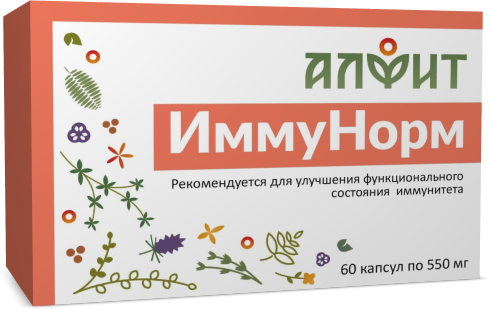 АЛФИТ
ИммуНорм
Рекомендуется для улучшения функционального
состояния иммунитета
60 капсул по 550 мг